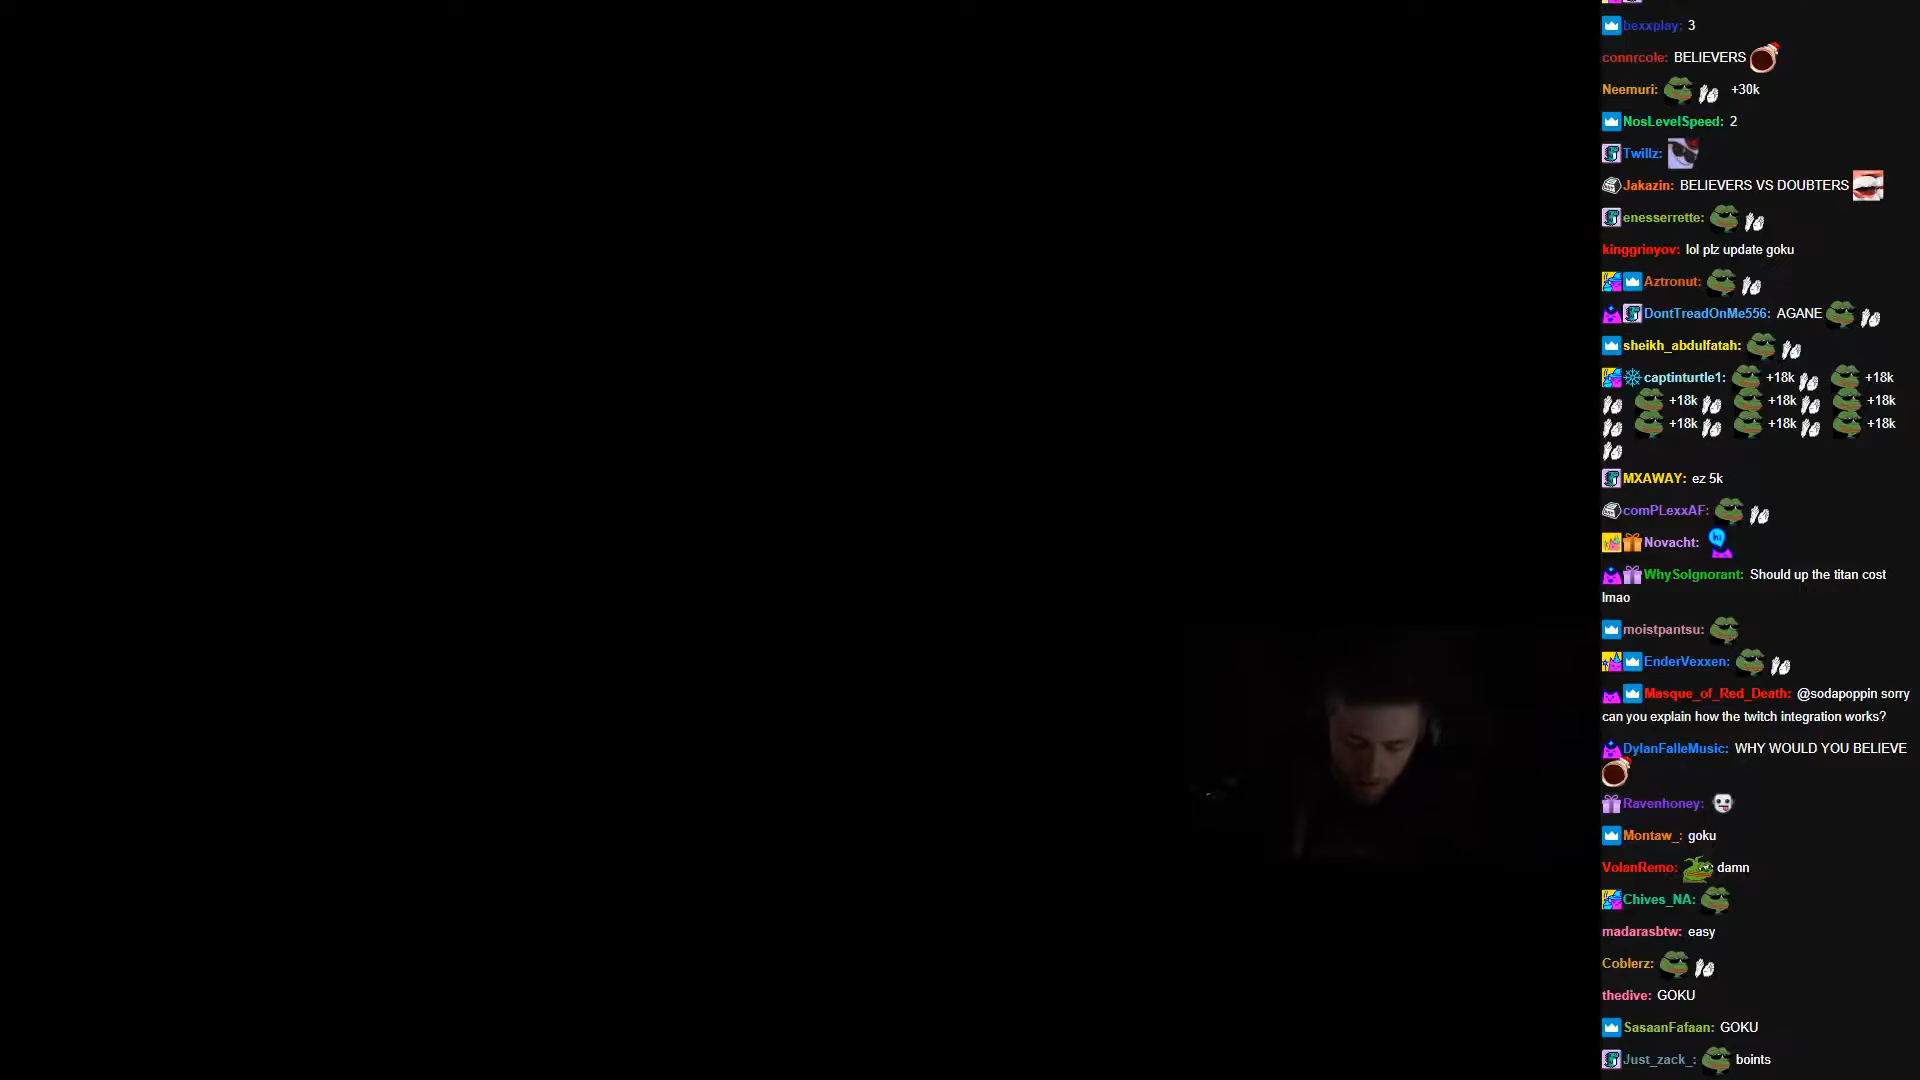 bexxplay: 3
connrcole: BELIEVERS
Neemuri: +30k
NosLevelSpeed: 2
Twillz:
Jakazin: BELIEVERS VS DOUBTERS
enesserrette:
kinggrinyov: lol plz update goku
Aztronut:
DontTreadOnMe556: AGANE
sheikh_abdulfatah:
captinturtle1: +18k +18k
+18k +18k +18k
+18k +18k +18k
MXAWAY: ez 5k
comPLexxAF:
Novacht: hi
WhySoIgnorant: Should up the titan cost
lmao
moistpantsu:
EnderVexxen:
Masque_of_Red_Death: @sodapoppin sorry
can you explain how the twitch integration works?
DylanFalleMusic: WHY WOULD YOU BELIEVE
Ravenhoney:
Montaw_: goku
VolanRemo: damn
Chives_NA:
madarasbtw: easy
Coblerz:
thedive: GOKU
SasaanFafaan: GOKU
Just_zack_: boints